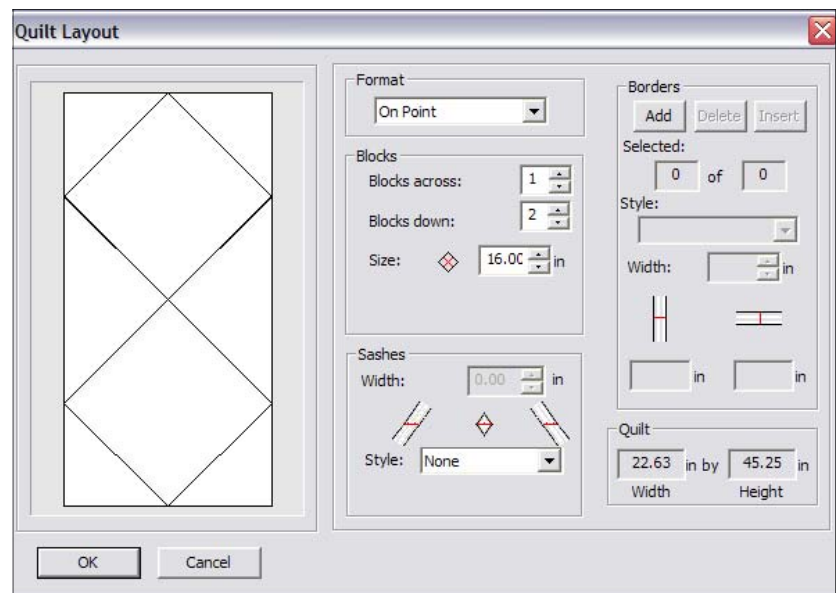 Quilt Layout
Format
On Point
Blocks
Blocks across: 1
Blocks down: 2
Size: 16.00 in
Sashes
Width: 0.00 in
Style: None
Borders
Add Delete Insert
Selected:
0 of 0
Style:
Width: in
in in
Quilt
22.63 in by 45.25 in
Width Height
OK Cancel